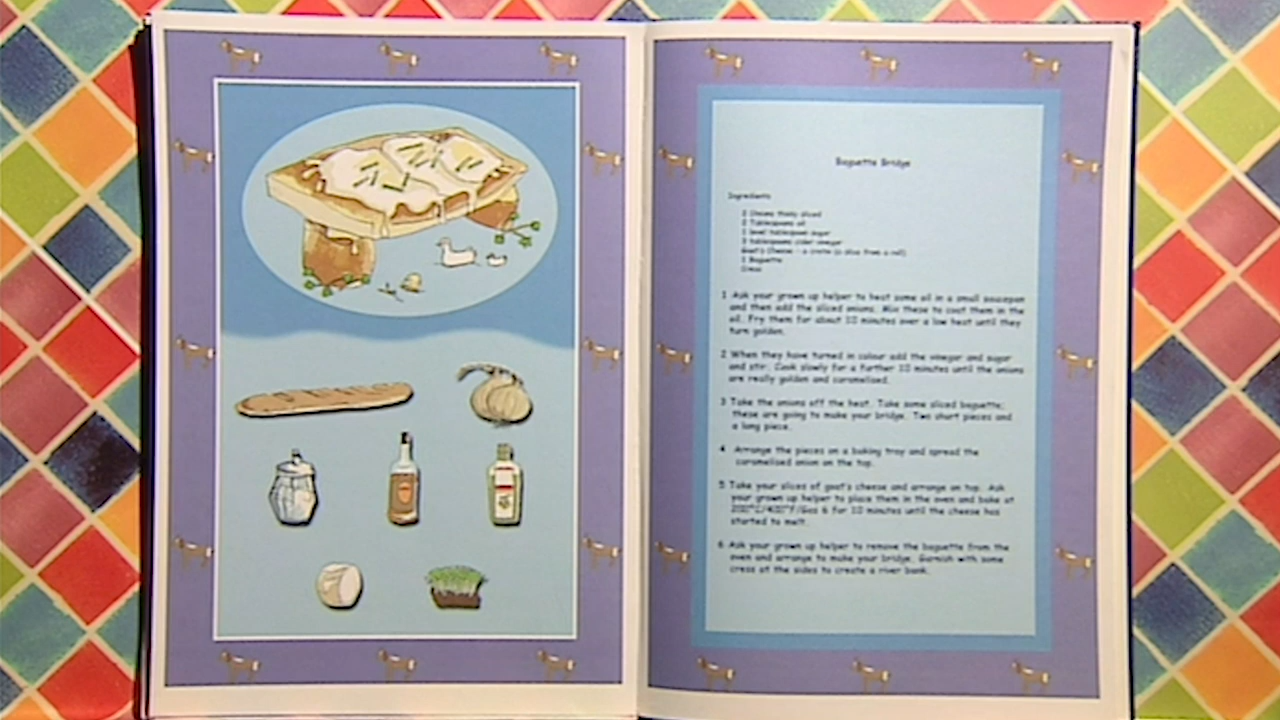 Baguette Bridge
Ingredients
2 Onions thinly sliced
2 Tablespoons oil
1 level tablespoon sugar
3 tablespoons cider vinegar
Goat's Cheese - a crotin (a slice from a roll)
1 Baguette
Cress
1 Ask your grown up helper to heat some oil in a small saucepan
and then add the sliced onions. Mix these to coat them in the
oil. Fry them for about 10 minutes over a low heat until they
turn golden.
2 When they have turned in colour add the vinegar and sugar
and stir. Cook slowly for a further 10 minutes until the onions
are really golden and caramelised.
3 Take the onions off the heat. Take some sliced baguette;
these are going to make your bridge. Two short pieces and
a long piece.
4 Arrange the pieces on a baking tray and spread the
caramelised onion on the top.
5 Take your slices of goat's cheese and arrange on top. Ask
your grown up helper to place them in the oven and bake at
200°C/400°F/Gas 6 for 10 minutes until the cheese has
started to melt.
6 Ask your grown up helper to remove the baguette from the
oven and arrange to make your bridge. Garnish with some
cress at the sides to create a river bank.